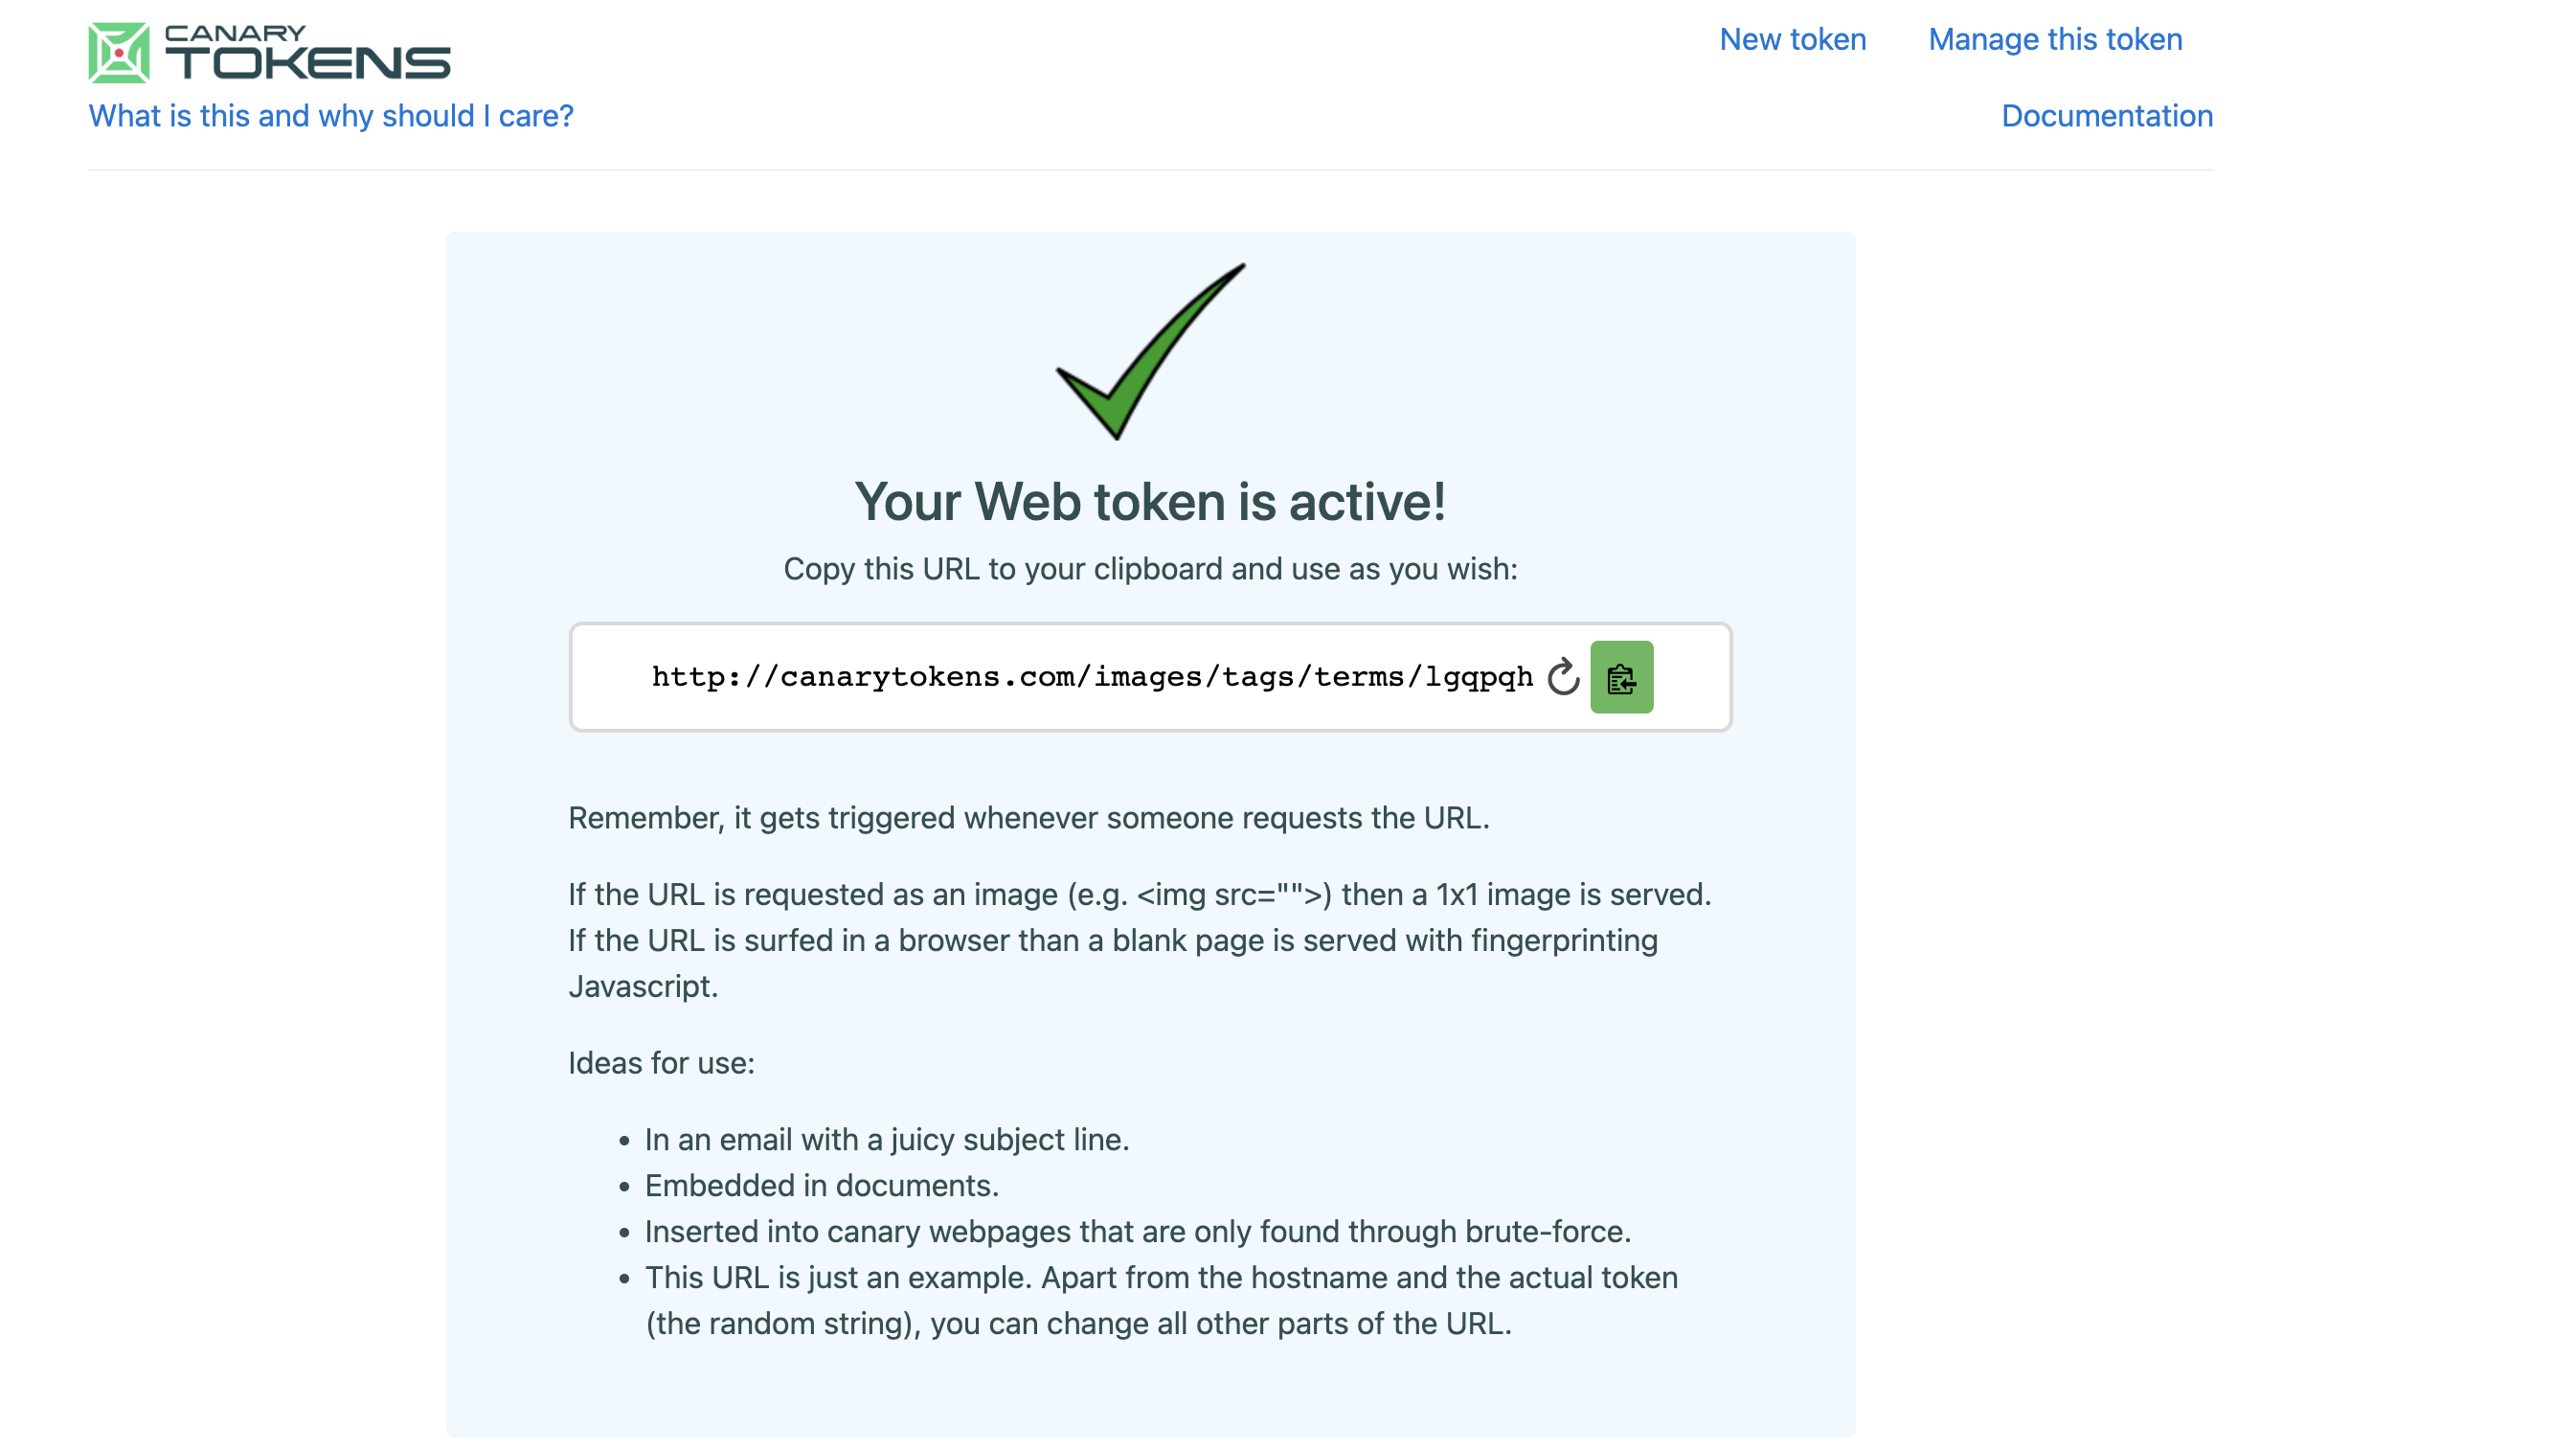 CANARY
TOKENS
New token
Manage this token
What is this and why should I care?
Documentation
Your Web token is active!
Copy this URL to your clipboard and use as you wish:
http://canarytokens.com/images/tags/terms/lgqpqh
Remember, it gets triggered whenever someone requests the URL.
If the URL is requested as an image (e.g. <img src="">) then a 1x1 image is served.
If the URL is surfed in a browser than a blank page is served with fingerprinting
Javascript.
Ideas for use:
• In an email with a juicy subject line.
• Embedded in documents.
• Inserted into canary webpages that are only found through brute-force.
• This URL is just an example. Apart from the hostname and the actual token
(the random string), you can change all other parts of the URL.